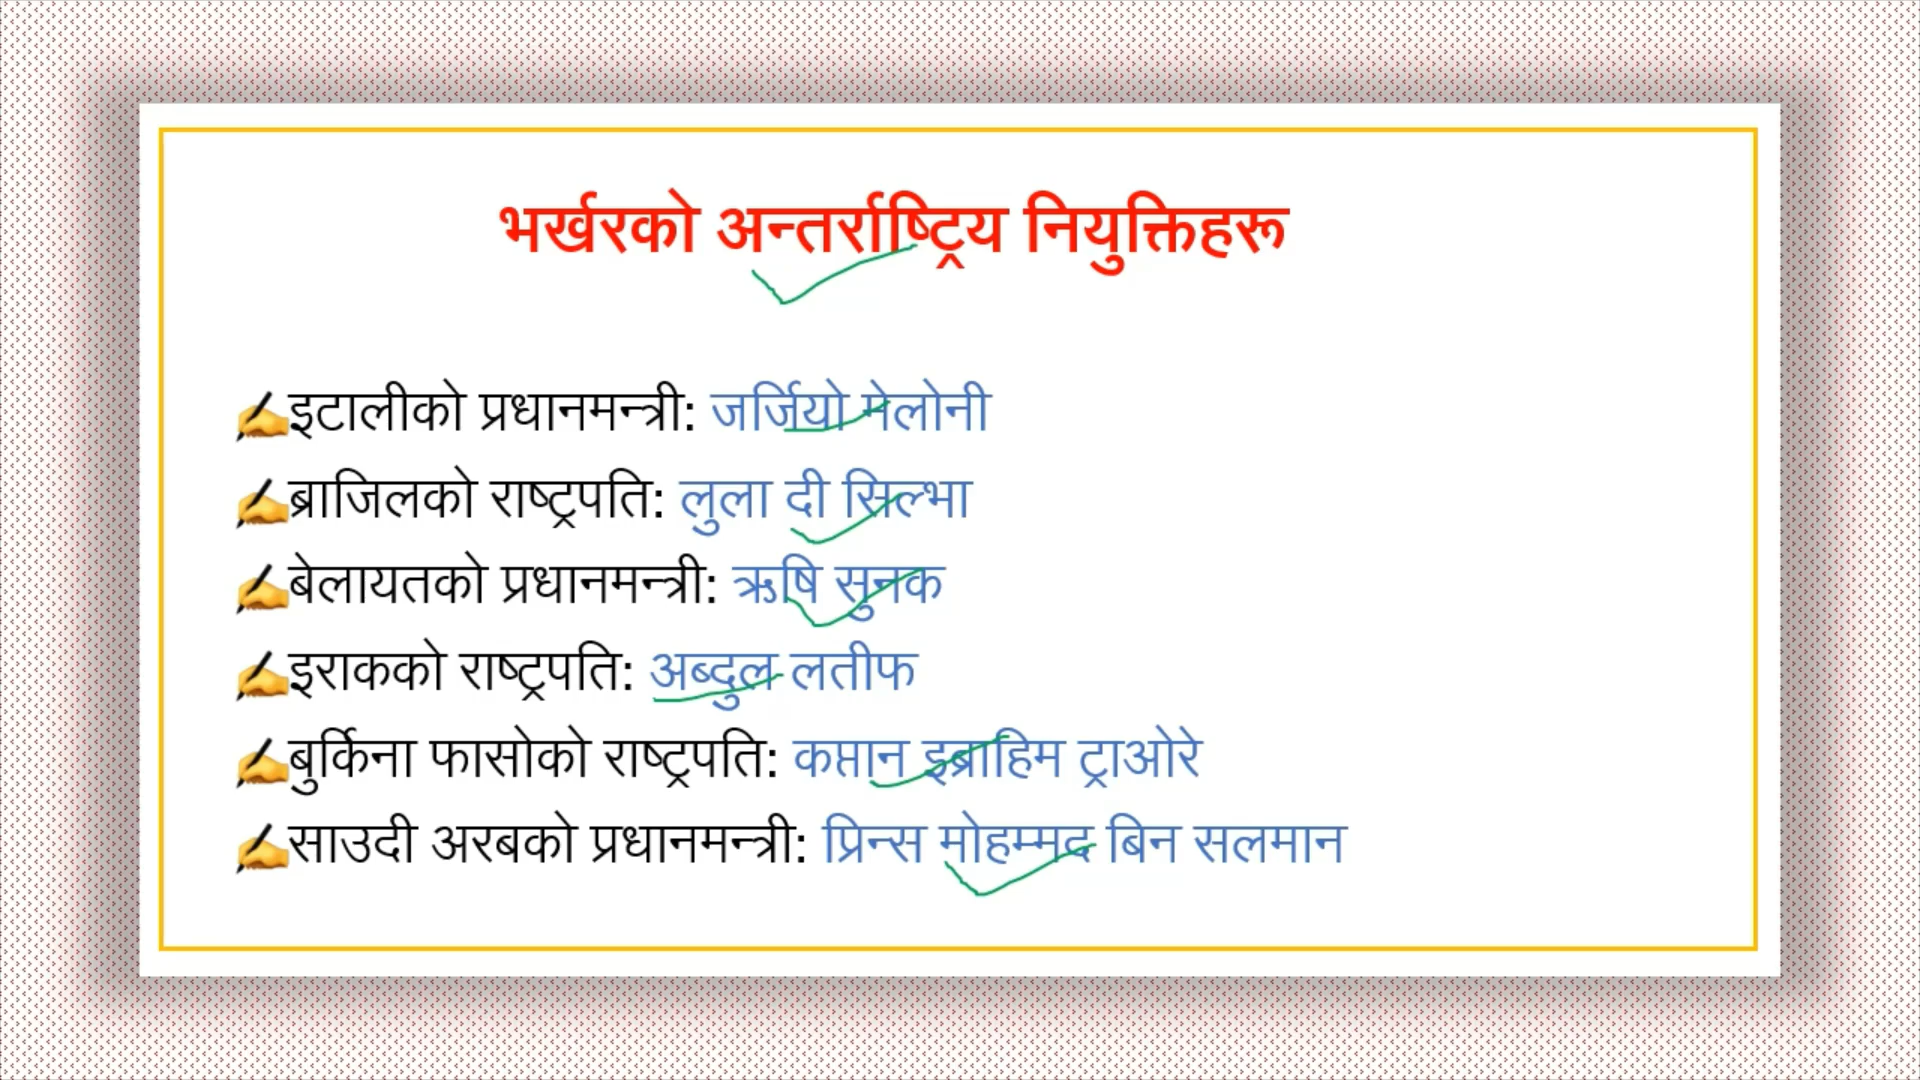 भर्खरको अन्तर्राष्ट्रिय नियुक्तिहरू
✍इटालीको प्रधानमन्त्री: जर्जियो मेलोनी
✍ब्राजिलको राष्ट्रपति: लुला दी सिल्भा
✍बेलायतको प्रधानमन्त्री: ऋषि सुनक
✍इराकको राष्ट्रपति: अब्दुल लतीफ
✍बुर्किना फासोको राष्ट्रपति: कप्तान इब्राहिम ट्राओरे
✍साउदी अरबको प्रधानमन्त्री: प्रिन्स मोहम्मद बिन सलमान